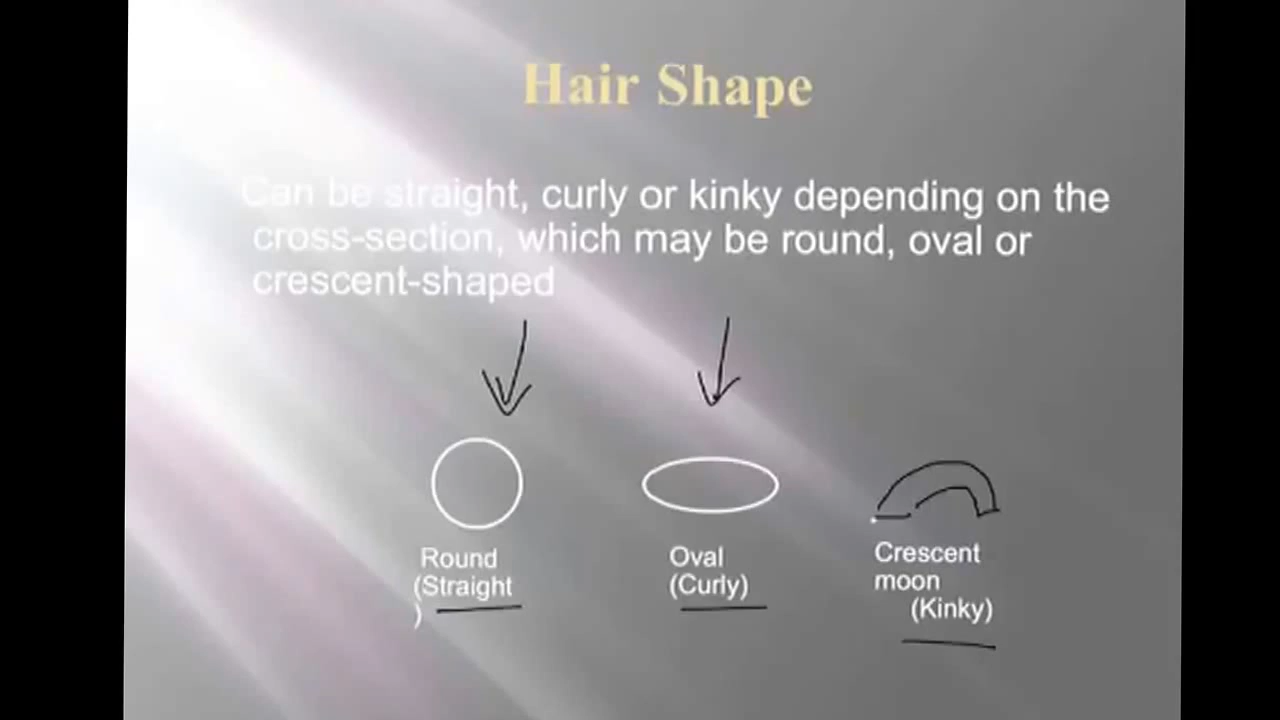 Hair Shape
Can be straight, curly or kinky depending on the
cross-section, which may be round, oval or
crescent-shaped
Round
(Straight
)
Oval
(Curly)
Crescent
moon
(Kinky)